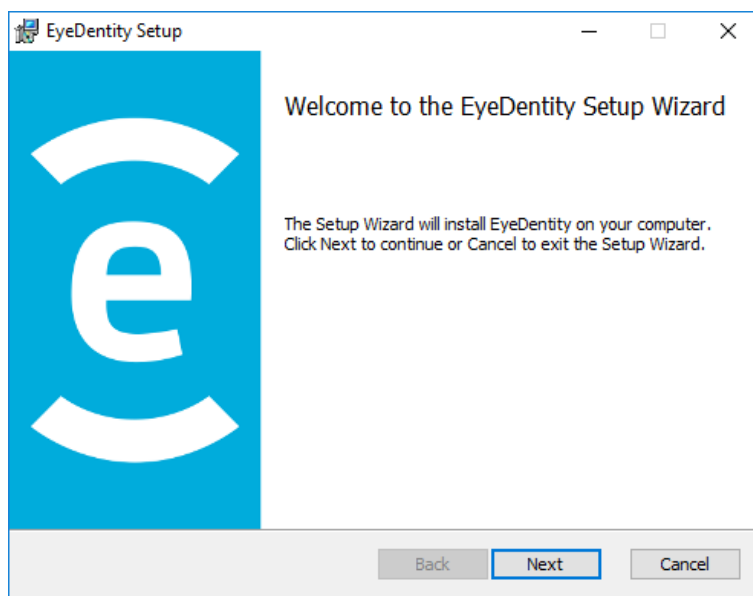 EyeDentity Setup
Welcome to the EyeDentity Setup Wizard
e
The Setup Wizard will install EyeDentity on your computer.
Click Next to continue or Cancel to exit the Setup Wizard.
Back
Next
Cancel